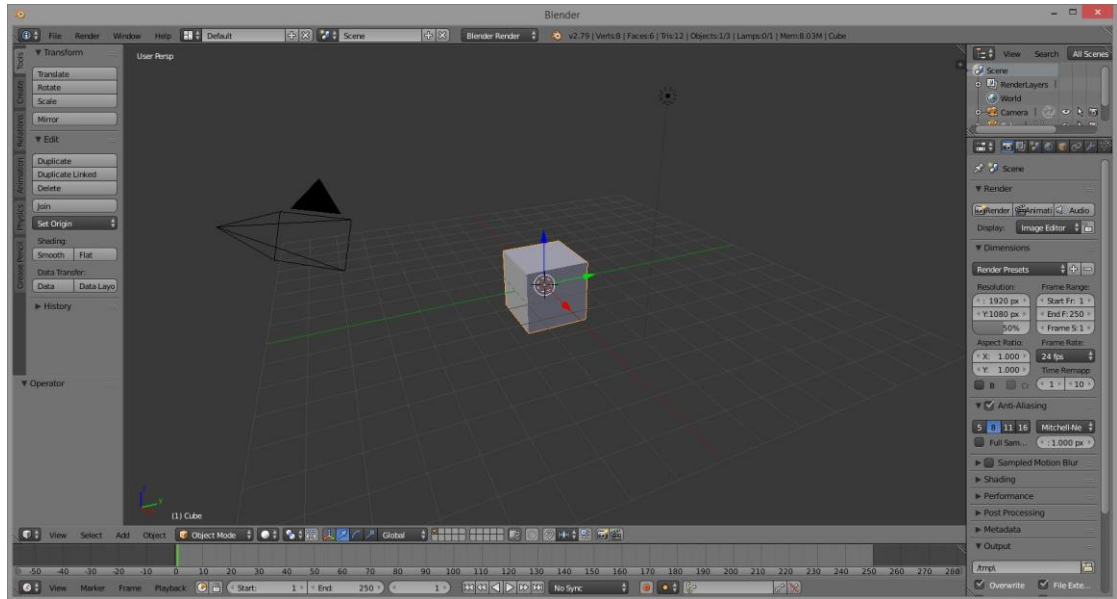 Blender
File Render Window Help Default Scene Blender Render v2.79 | Verts:8 | Faces:6 | Tris:12 | Objects:1/3 | Lamps:0/1 | Mem:8.03M | Cube
Tools
Create
Relations
Animation
Physics
Grease Pencil
Transform
Translate
Rotate
Scale
Mirror
Edit
Duplicate
Duplicate Linked
Delete
Join
Set Origin
Shading:
Smooth Flat
Data Transfer:
Data Data Layo
History
Operator
User Persp
(1) Cube
View Select Add Object Object Mode Global
View Search All Scenes
Scene
RenderLayers
World
Camera
Scene
Render
Render Animati Audio
Display: Image Editor
Dimensions
Render Presets
Resolution: Frame Range:
: 1920 px Start Fr: 1
Y:1080 px End F:250
50% Frame S:1
Aspect Ratio: Frame Rate:
X: 1.000 24 fps
Y: 1.000 Time Remapp
B Cr 1 10
Anti-Aliasing
5 8 11 16 Mitchell-Ne
Full Sam... : 1.000 px
Sampled Motion Blur
Shading
Performance
Post Processing
Metadata
Output
/tmp\
Overwrite File Exte...
-50 -40 -30 -20 -10 0 10 20 30 40 50 60 70 80 90 100 110 120 130 140 150 160 170 180 190 200 210 220 230 240 250 260 270 280
View Marker Frame Playback Start: 1 End: 250 1 No Sync